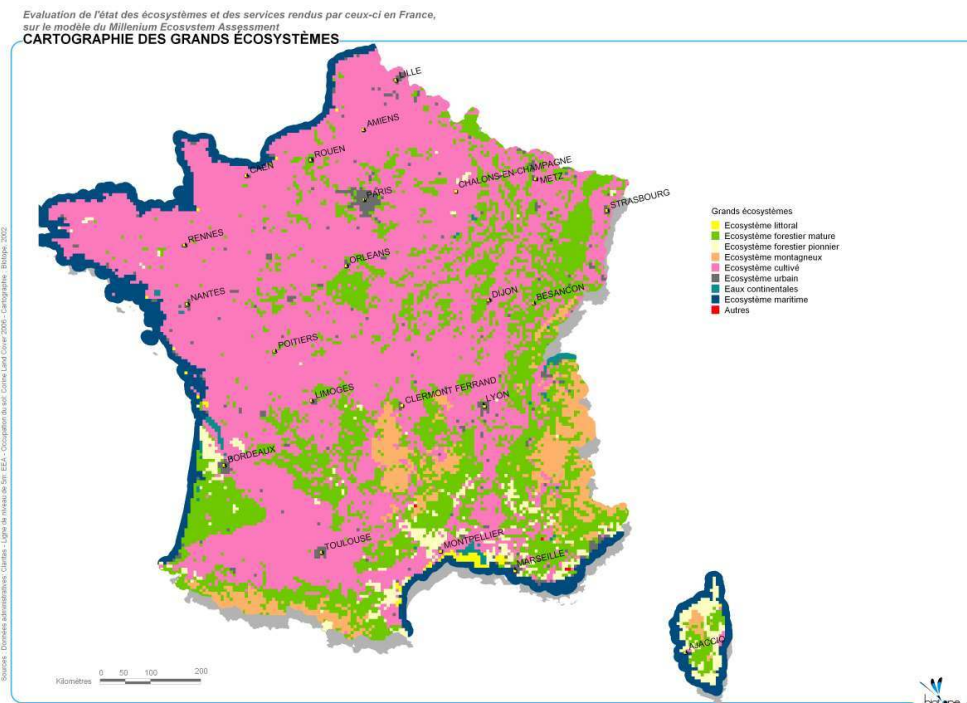 Evaluation de l'état des écosystèmes et des services rendus par ceux-ci en France,
sur le modèle du Millenium Ecosystem Assessment
CARTOGRAPHIE DES GRANDS ÉCOSYSTÈMES
LILLE
AMIENS
ROUEN
CAEN
CHALONS-EN-CHAMPAGNE
METZ
PARIS
STRASBOURG
RENNES
ORLEANS
NANTES
DIJON
BESANCON
POITIERS
LIMOGES
CLERMONT FERRAND
LYON
BORDEAUX
TOULOUSE
MONTPELLIER
MARSEILLE
AJACCIO
Grands écosystèmes
Ecosystème littoral
Ecosystème forestier mature
Ecosystème forestier pionnier
Ecosystème montagneux
Ecosystème cultivé
Ecosystème urbain
Eaux continentales
Ecosystème maritime
Autres
Kilomètres
0 50 100 200
biotope